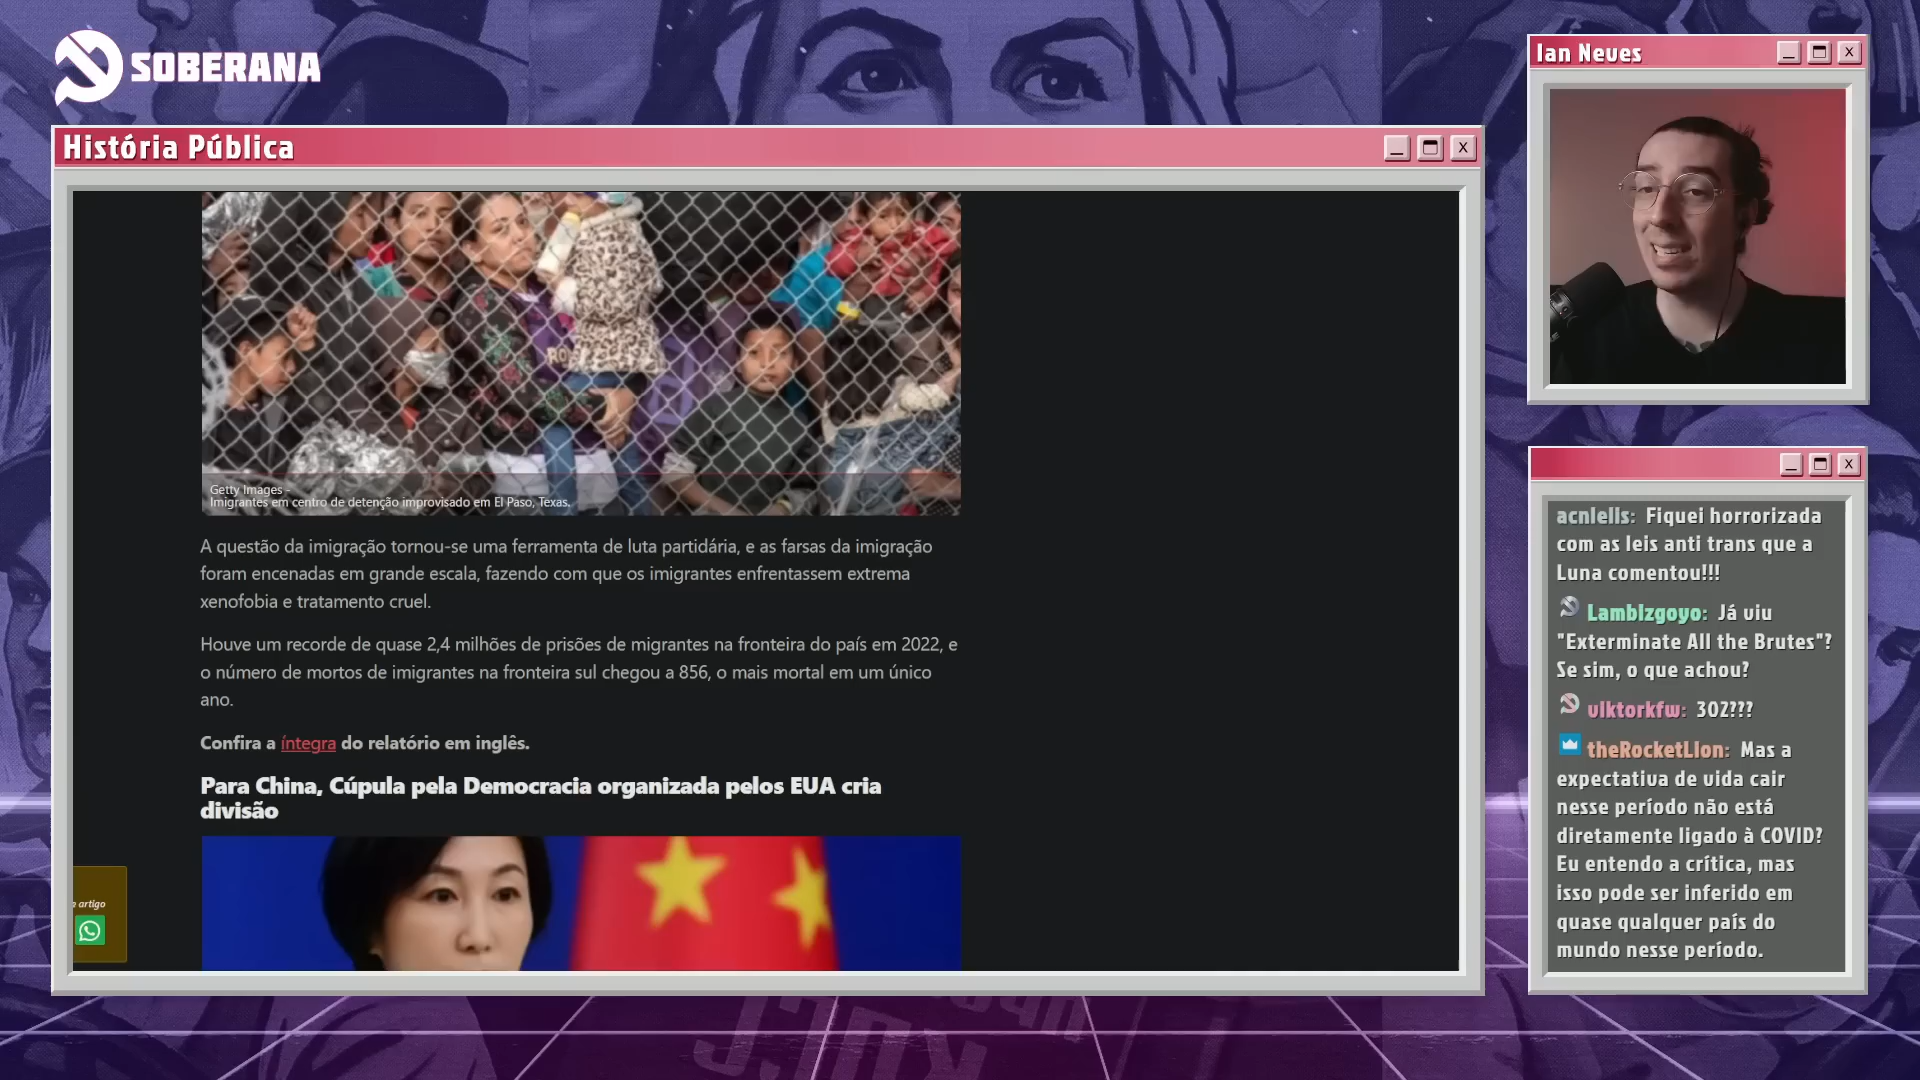 SOBERANA
História Pública
Getty Images -
Imigrantes em centro de detenção improvisado em El Paso, Texas.
A questão da imigração tornou-se uma ferramenta de luta partidária, e as farsas da imigração
foram encenadas em grande escala, fazendo com que os imigrantes enfrentassem extrema
xenofobia e tratamento cruel.
Houve um recorde de quase 2,4 milhões de prisões de migrantes na fronteira do país em 2022, e
o número de mortos de imigrantes na fronteira sul chegou a 856, o mais mortal em um único
ano.
Confira a íntegra do relatório em inglês.
Para China, Cúpula pela Democracia organizada pelos EUA cria
divisão
artigo
Ian Neves
acnlells: Fiquei horrorizada
com as leis anti trans que a
Luna comentou!!!
Lamblzgoyo: Já viu
"Exterminate All the Brutes"?
Se sim, o que achou?
vlktorkfw: 30Z???
theRocketLion: Mas a
expectativa de vida cair
nesse período não está
diretamente ligado à COVID?
Eu entendo a crítica, mas
isso pode ser inferido em
quase qualquer país do
mundo nesse período.